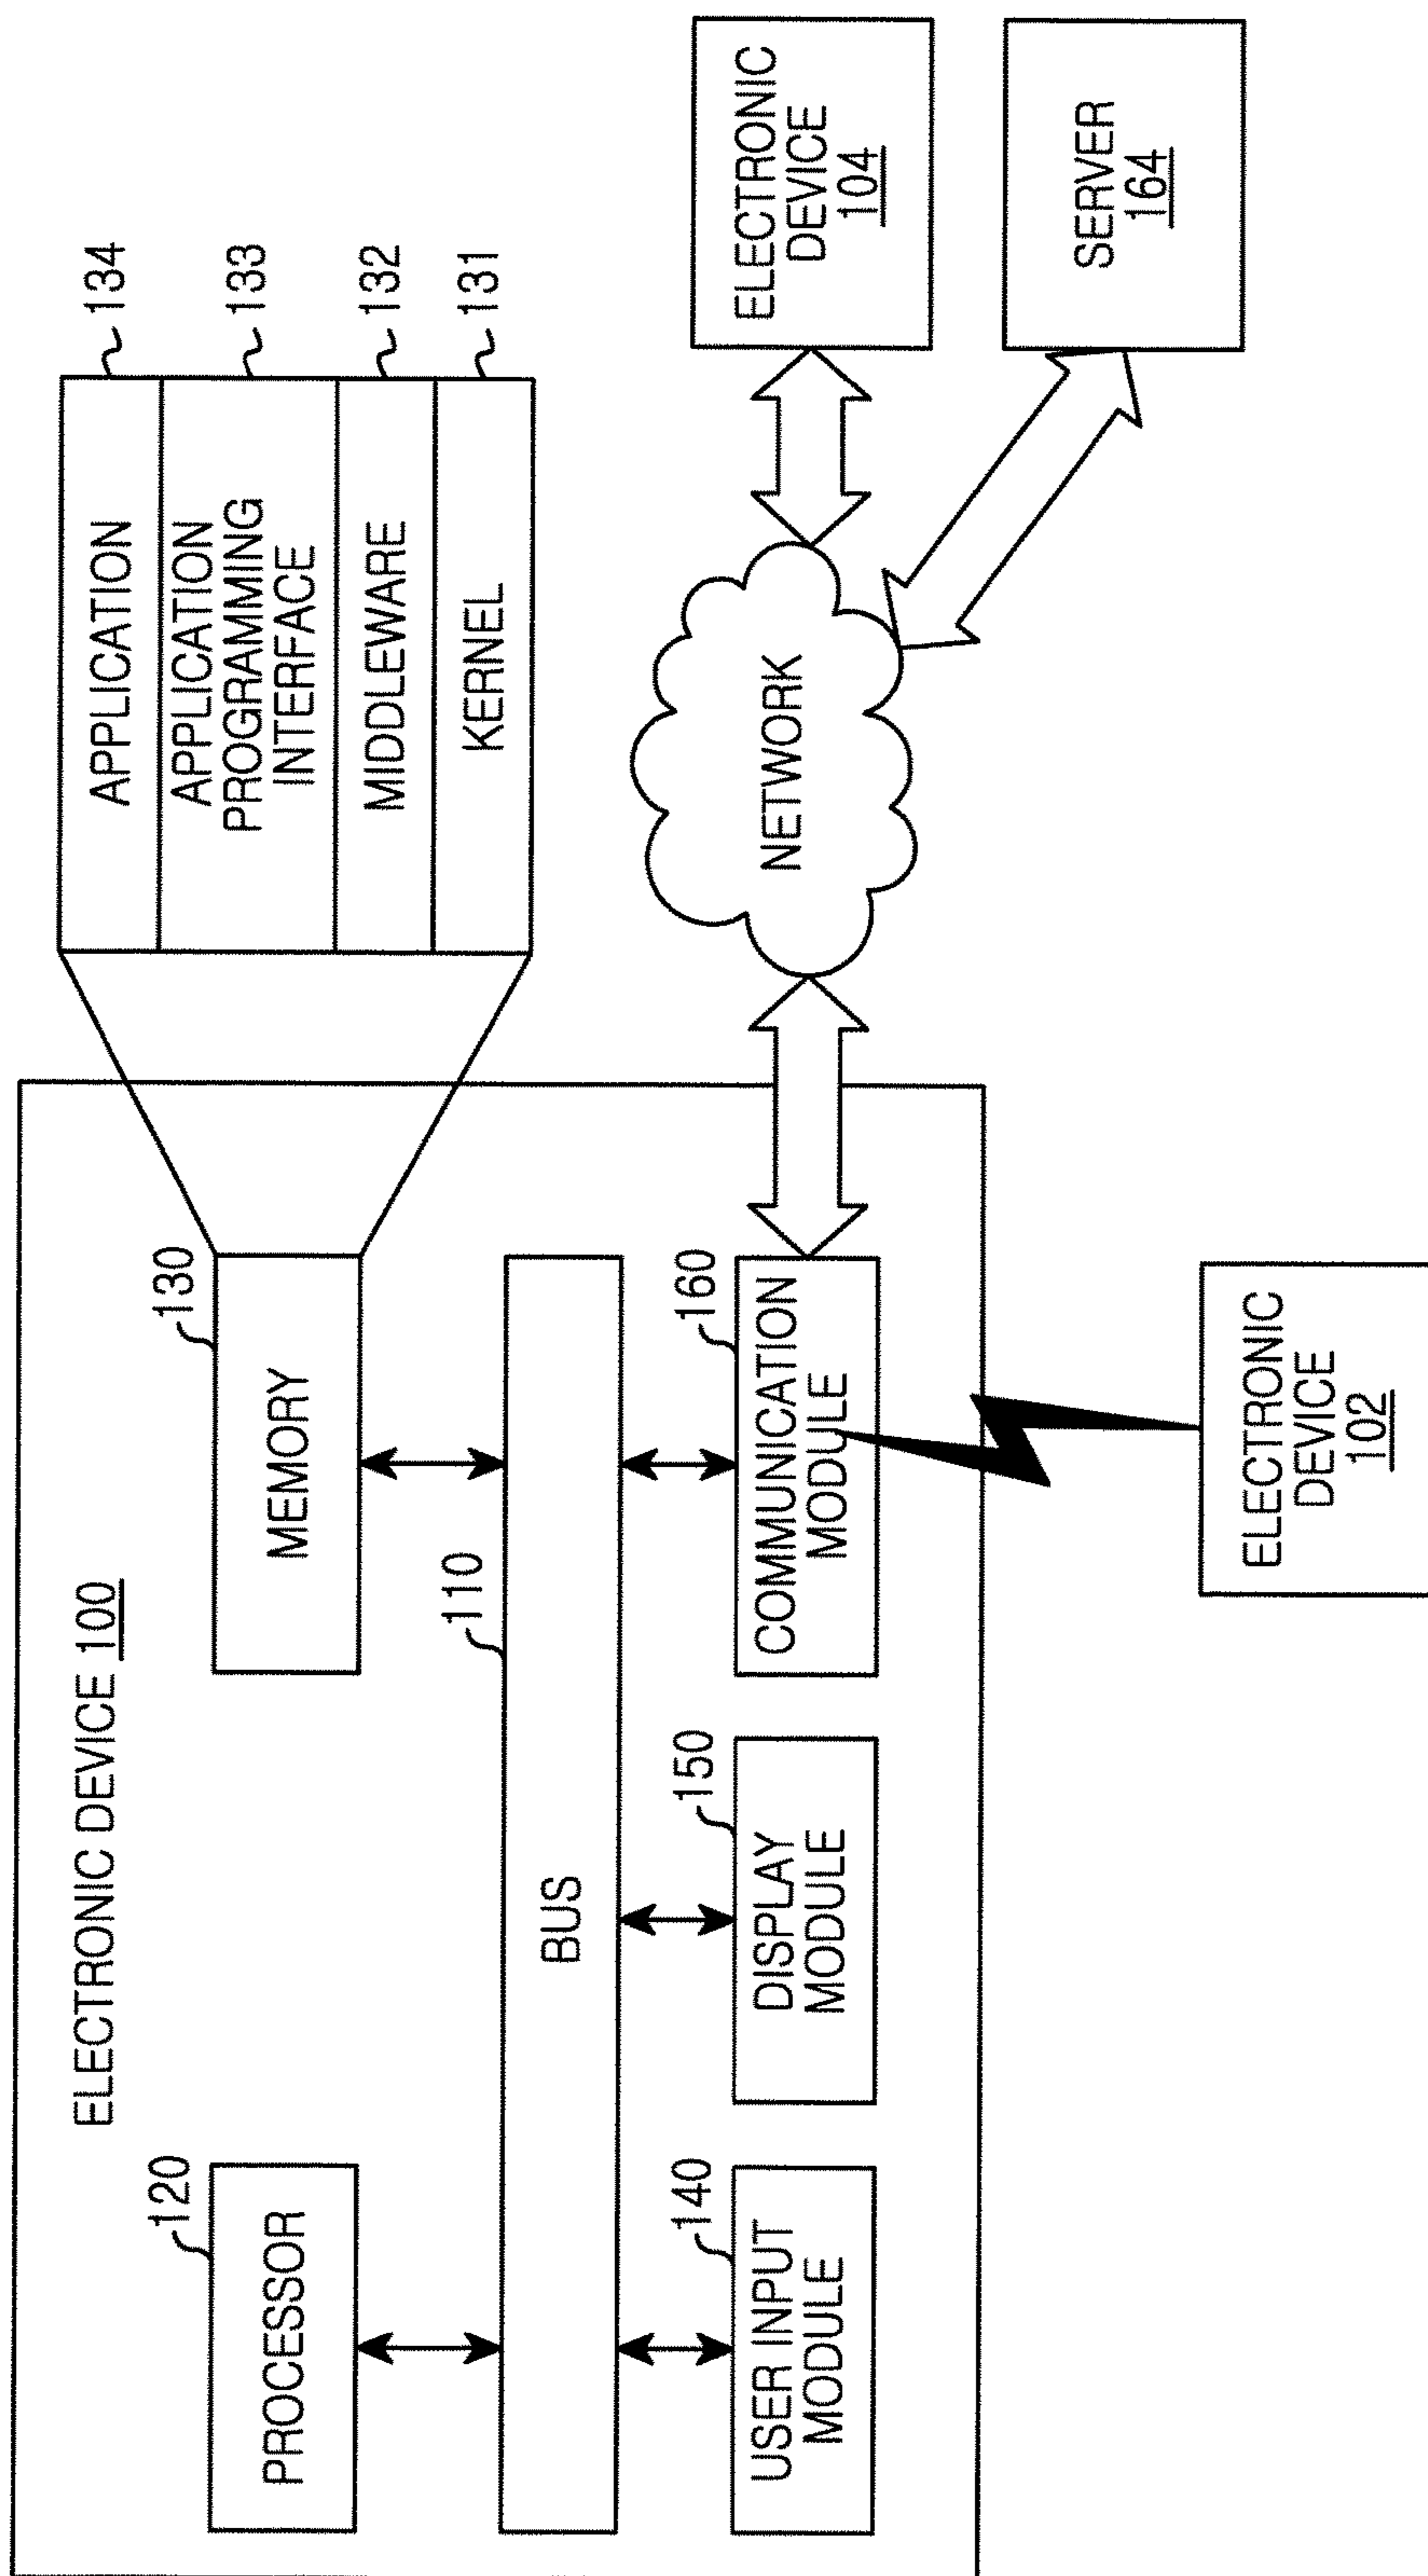 ELECTRONIC DEVICE 100
120
PROCESSOR
130
MEMORY
134
APPLICATION
133
APPLICATION
PROGRAMMING
INTERFACE
132
MIDDLEWARE
131
KERNEL
110
BUS
140
USER INPUT
MODULE
150
DISPLAY
MODULE
160
COMMUNICATION
MODULE
NETWORK
ELECTRONIC
DEVICE
104
SERVER
164
ELECTRONIC
DEVICE
102